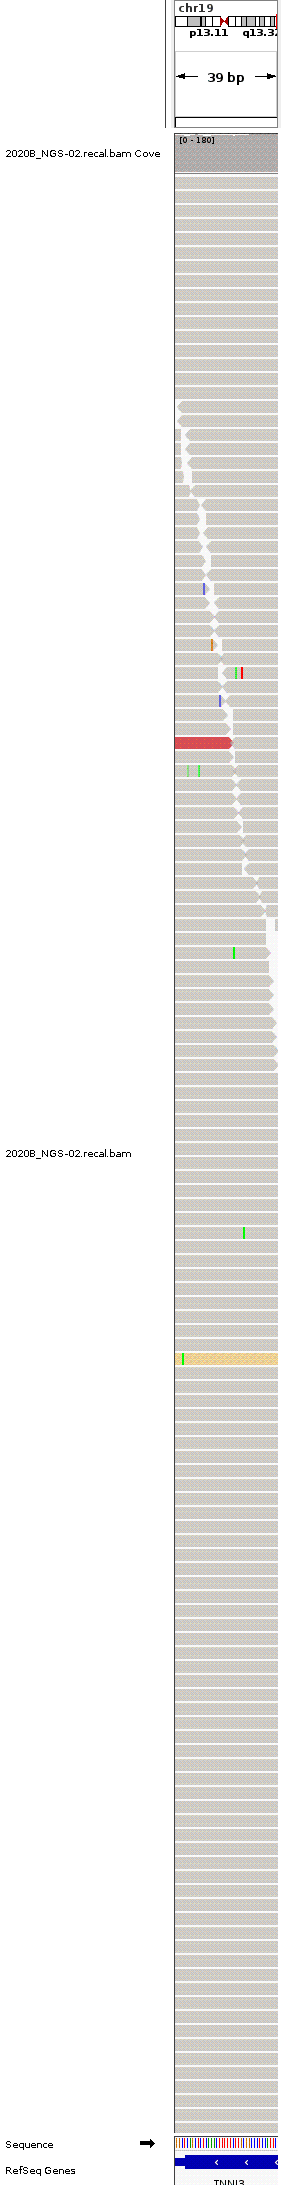 chr19
p13.11 q13.32
39 bp
[0 - 180]
2020B_NGS-02.recal.bam Cove
2020B_NGS-02.recal.bam
Sequence
RefSeq Genes
TNNI3